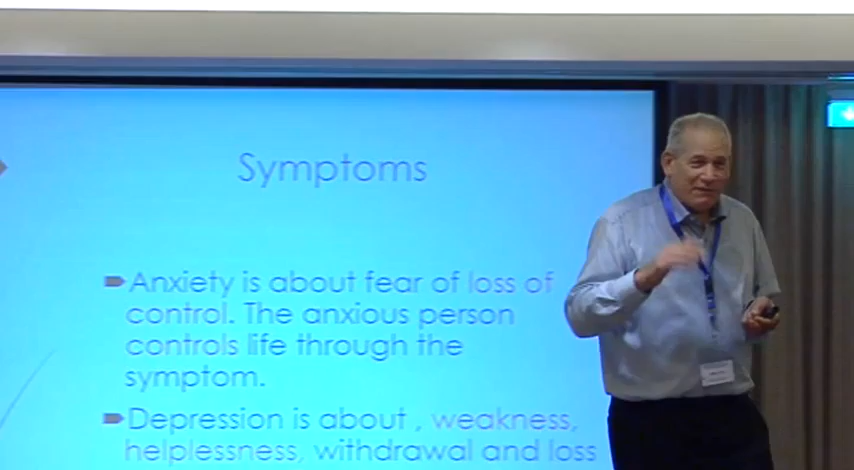 Symptoms
Anxiety is about fear of loss of
control. The anxious person
controls life through the
symptom.
Depression is about , weakness,
helplessness, withdrawal and loss